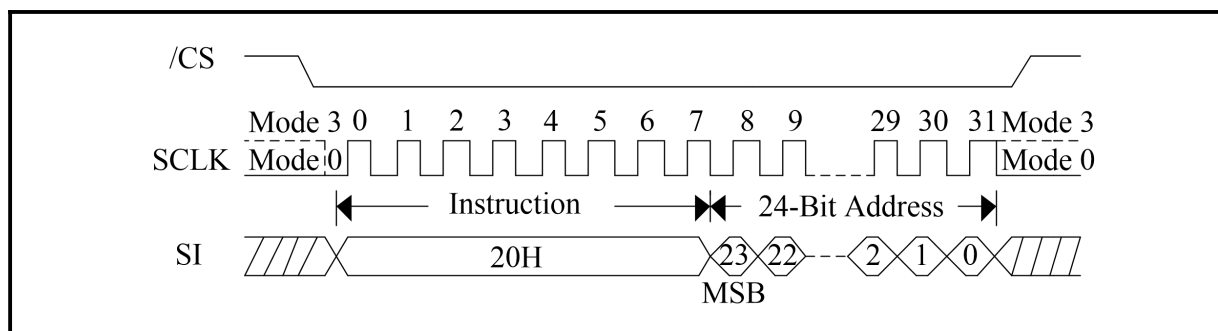 /CS
Mode 3 0 1 2 3 4 5 6 7 8 9 29 30 31 Mode 3
SCLK Mode 0 Mode 0
Instruction 24-Bit Address
SI 20H 23 22 2 1 0
MSB